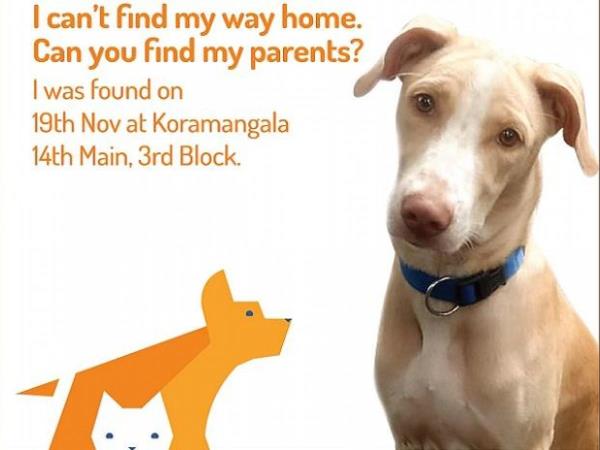 I can't find my way home.
Can you find my parents?
I was found on
19th Nov at Koramangala
14th Main, 3rd Block.